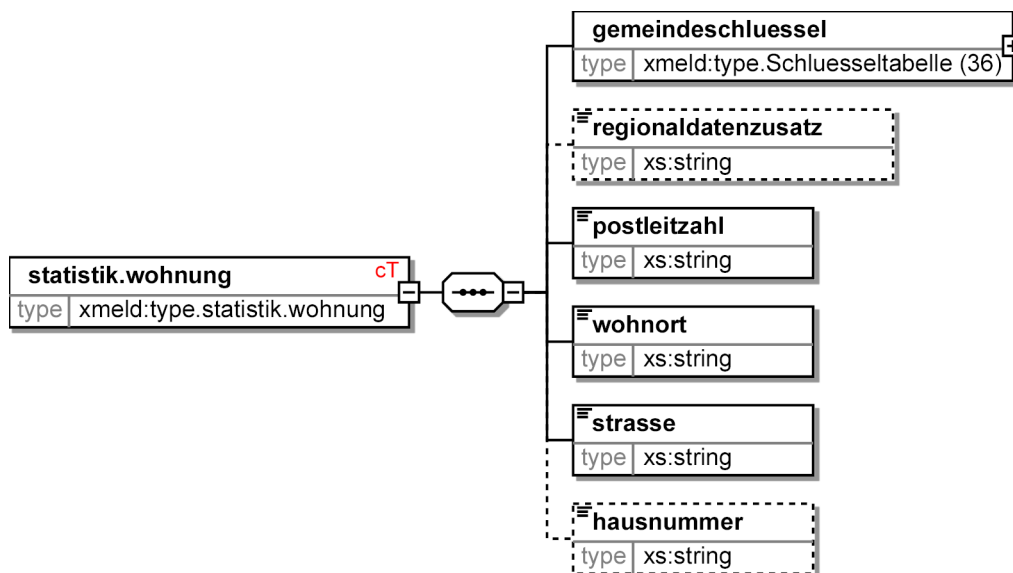 gemeindeschluessel
type xmeld:type.Schluesseltabelle (36)
regionaldatenzusatz
type xs:string
postleitzahl
type xs:string
statistik.wohnung cT
type xmeld:type.statistik.wohnung
wohnort
type xs:string
strasse
type xs:string
hausnummer
type xs:string